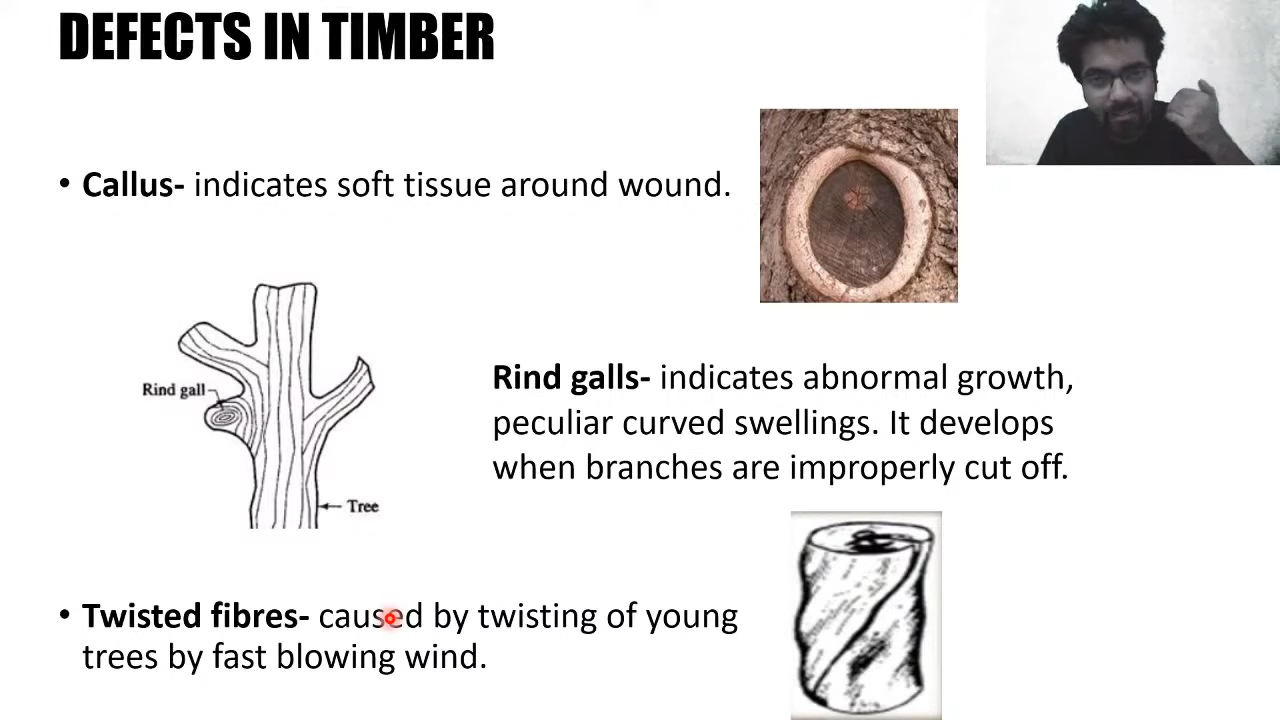 DEFECTS IN TIMBER
• Callus- indicates soft tissue around wound.
Rind gall
Tree
Rind galls- indicates abnormal growth,
peculiar curved swellings. It develops
when branches are improperly cut off.
• Twisted fibres- caused by twisting of young
trees by fast blowing wind.